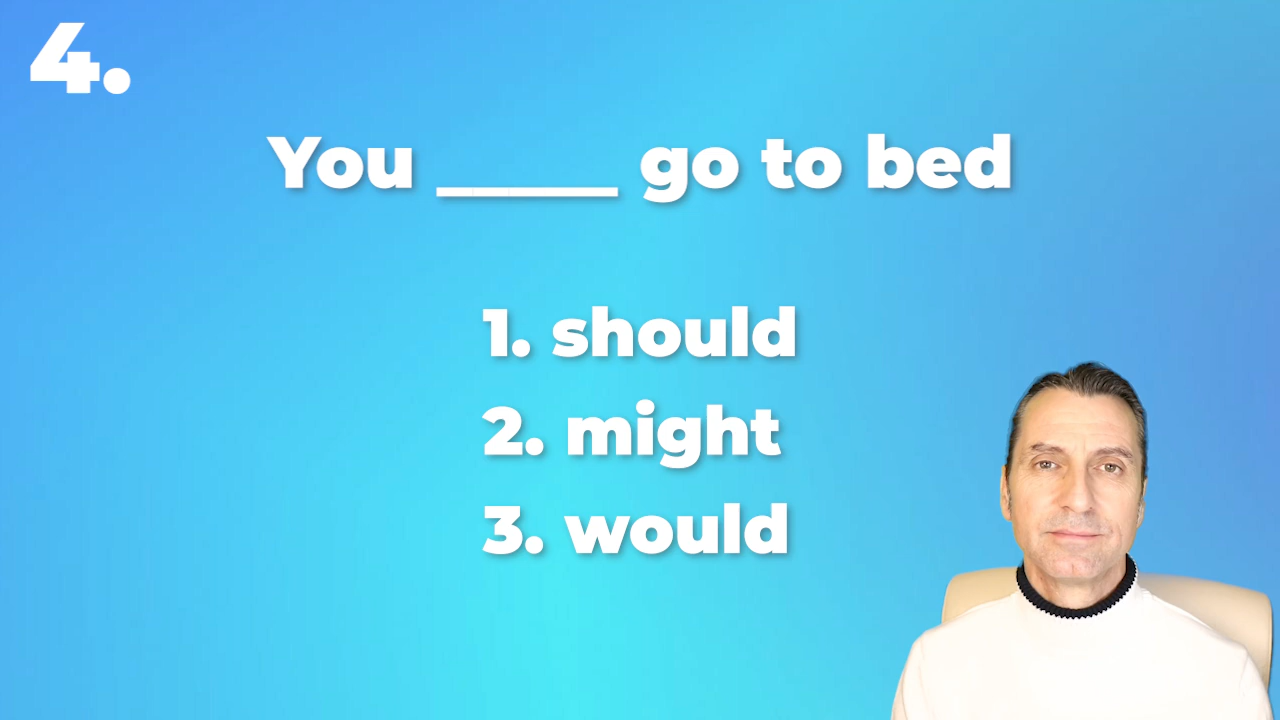 4.
You _____ go to bed
1. should
2. might
3. would